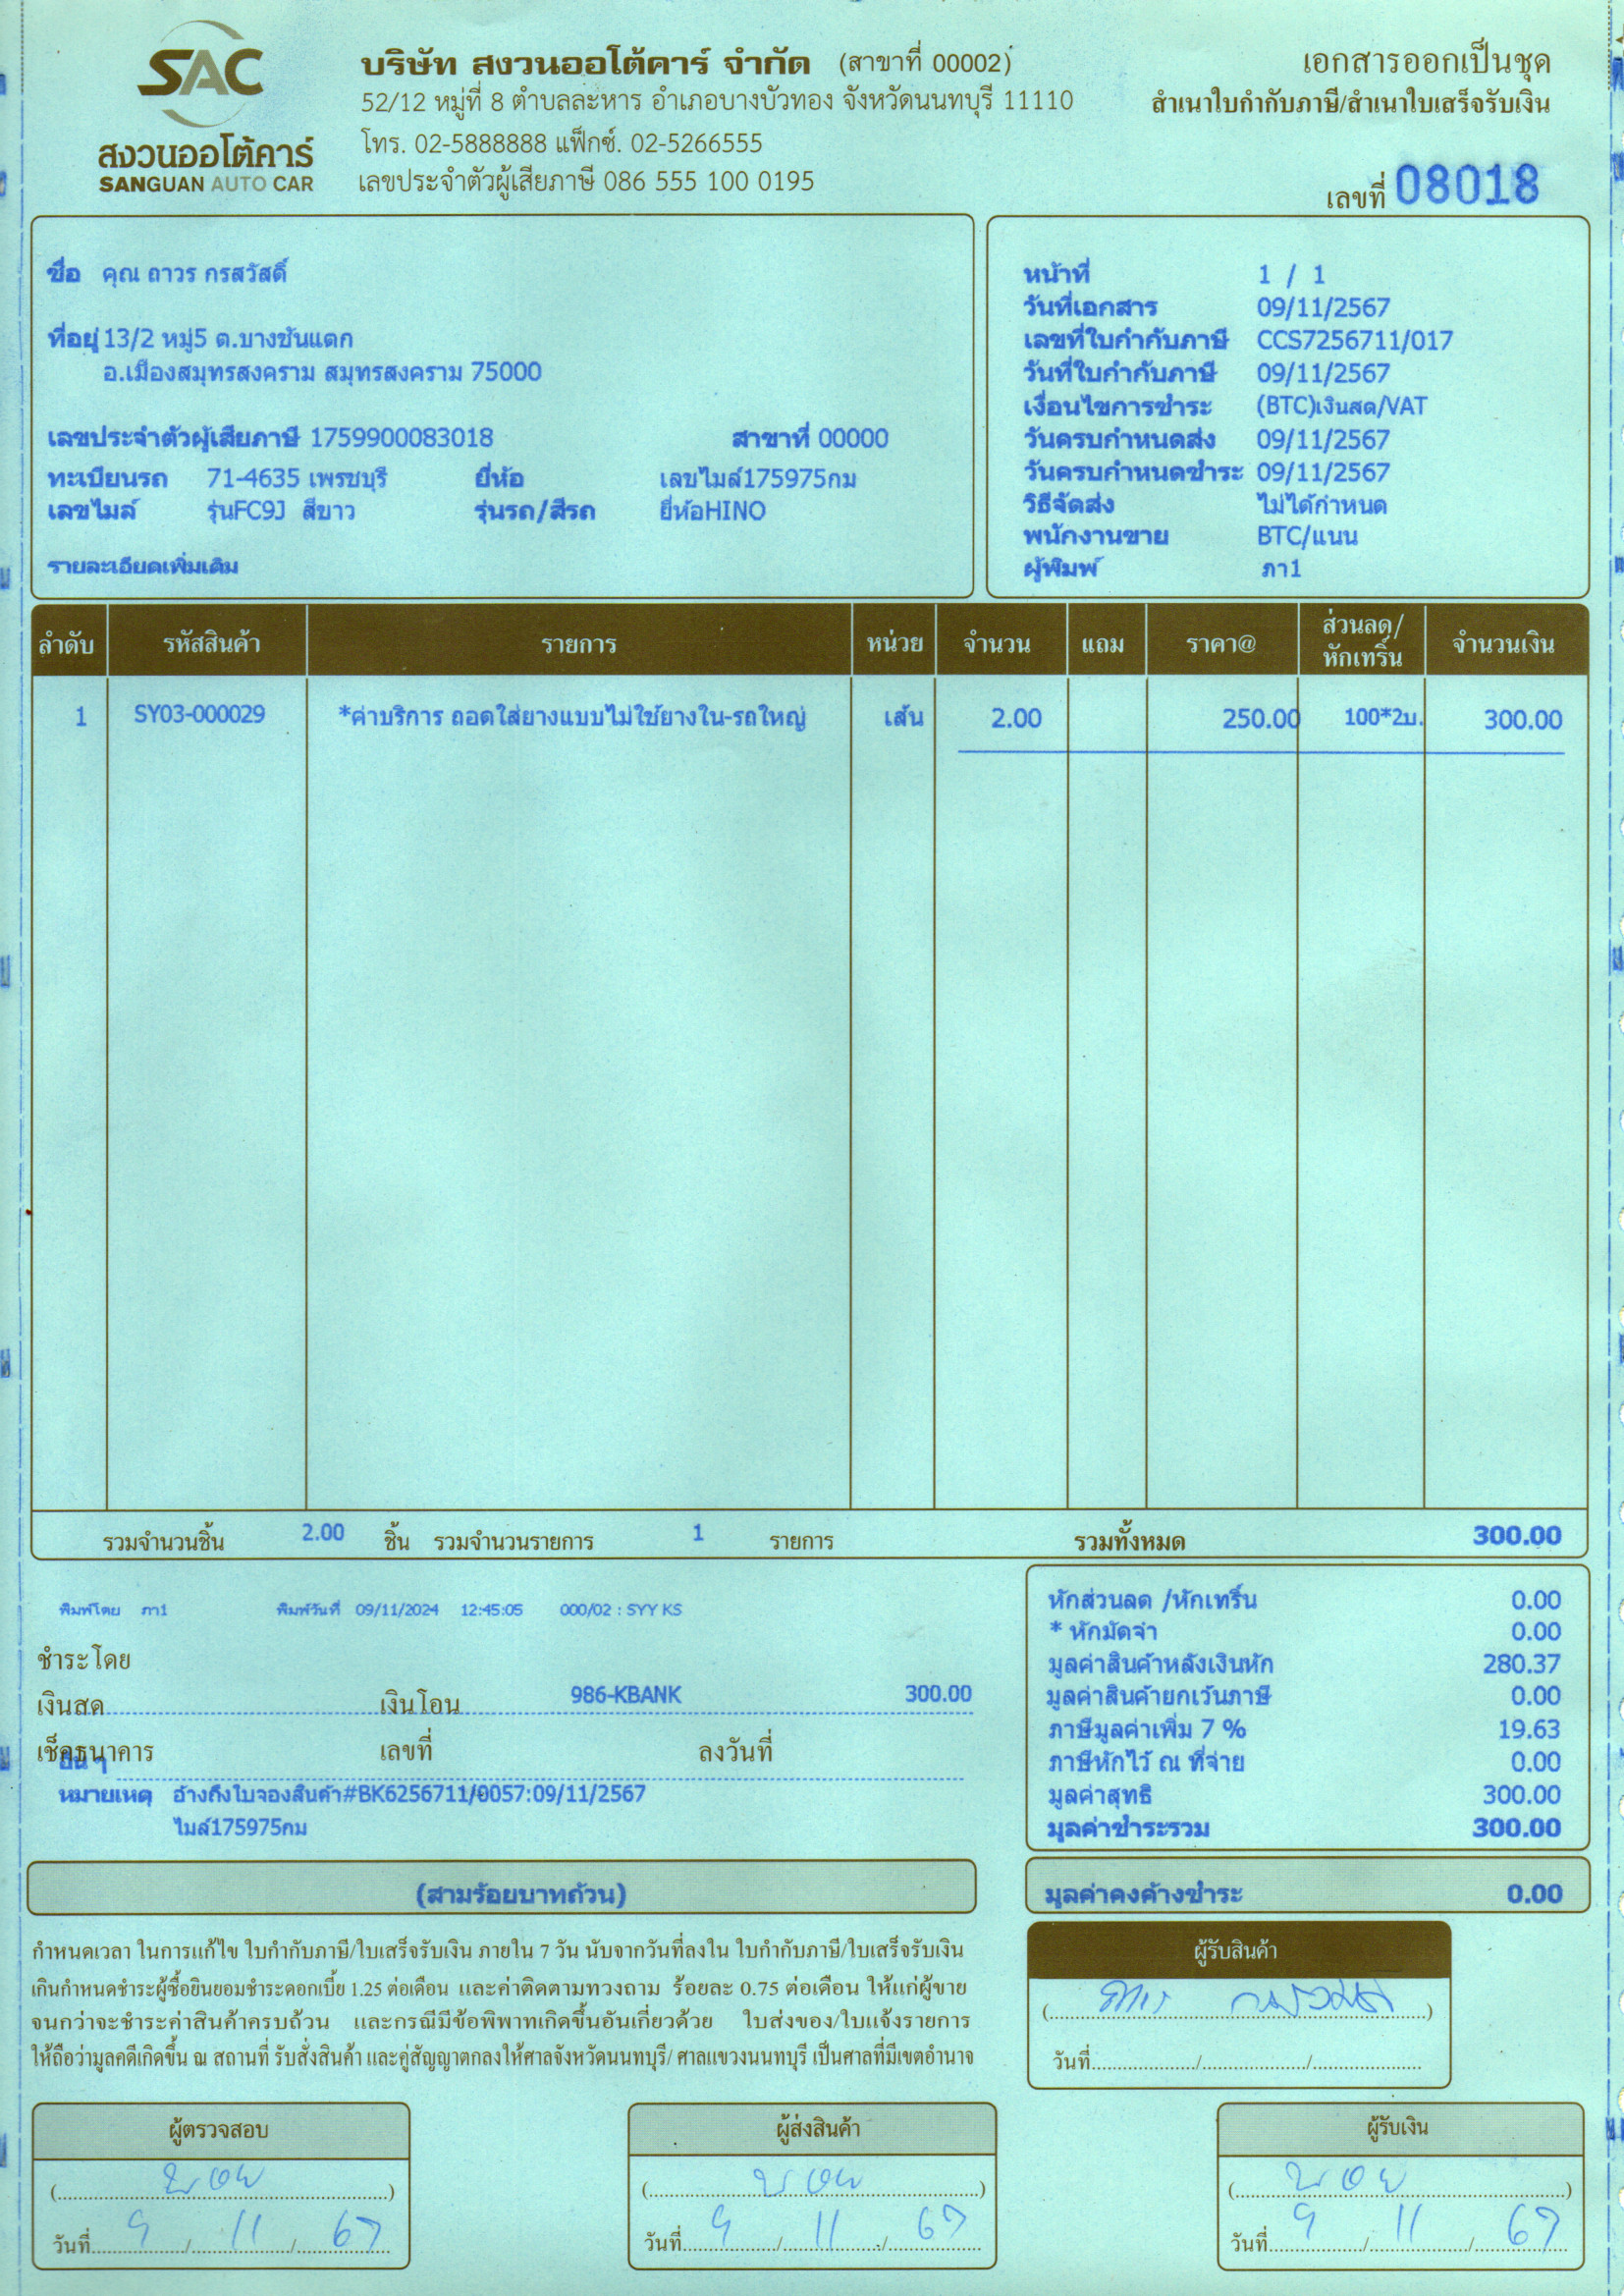 SAC
สงวนออโต้คาร์
SANGUAN AUTO CAR
บริษัท สงวนออโต้คาร์ จำกัด (สาขาที่ 00002)
52/12 หมู่ที่ 8 ตำบลละหาร อำเภอบางบัวทอง จังหวัดนนทบุรี 11110
โทร. 02-5888888 แฟ็กซ์. 02-5266555
เลขประจำตัวผู้เสียภาษี 086 555 100 0195
เอกสารออกเป็นชุด
สำเนาใบกำกับภาษี/สำเนาใบเสร็จรับเงิน
เลขที่ 08018
ชื่อ คุณ ถาวร กรสวัสดิ์
ที่อยู่ 13/2 หมู่5 ต.บางขันแตก
อ.เมืองสมุทรสงคราม สมุทรสงคราม 75000
เลขประจำตัวผู้เสียภาษี 1759900083018 สาขาที่ 00000
ทะเบียนรถ 71-4635 เพรชบุรี ยี่ห้อ เลขไมล์175975กม
เลขไมล์ รุ่นFC9J สีขาว รุ่นรถ/สีรถ ยี่ห้อHINO
รายละเอียดเพิ่มเติม
หน้าที่ 1 / 1
วันที่เอกสาร 09/11/2567
เลขที่ใบกำกับภาษี CCS7256711/017
วันที่ใบกำกับภาษี 09/11/2567
เงื่อนไขการชำระ (BTC)เงินสด/VAT
วันครบกำหนดส่ง 09/11/2567
วันครบกำหนดชำระ 09/11/2567
วิธีจัดส่ง ไม่ได้กำหนด
พนักงานขาย BTC/แนน
ผู้พิมพ์ ภา1
ลำดับ รหัสสินค้า รายการ หน่วย จำนวน แถม ราคา@ ส่วนลด/หักเทริ์น จำนวนเงิน
1 SY03-000029 *ค่าบริการ ถอดใส่ยางแบบไม่ใช้ยางใน-รถใหญ่ เส้น 2.00 250.00 100*2บ. 300.00
รวมจำนวนชิ้น 2.00 ชิ้น รวมจำนวนรายการ 1 รายการ รวมทั้งหมด 300.00
พิมพ์โดย ภา1 พิมพ์วันที่ 09/11/2024 12:45:05 000/02 : SYY KS
ชำระโดย
เงินสด เงินโอน 986-KBANK 300.00
เช็คธนาคาร เลขที่ ลงวันที่
อื่น ๆ
หมายเหตุ อ้างถึงใบจองสินค้า#BK6256711/0057:09/11/2567
ไมล์175975กม
หักส่วนลด /หักเทริ์น 0.00
* หักมัดจำ 0.00
มูลค่าสินค้าหลังเงินหัก 280.37
มูลค่าสินค้ายกเว้นภาษี 0.00
ภาษีมูลค่าเพิ่ม 7 % 19.63
ภาษีหักไว้ ณ ที่จ่าย 0.00
มูลค่าสุทธิ 300.00
มูลค่าชำระรวม 300.00
(สามร้อยบาทถ้วน)
มูลค่าคงค้างชำระ 0.00
กำหนดเวลา ในการแก้ไข ใบกำกับภาษี/ใบเสร็จรับเงิน ภายใน 7 วัน นับจากวันที่ลงใน ใบกำกับภาษี/ใบเสร็จรับเงิน
เกินกำหนดชำระผู้ซื้อยินยอมชำระดอกเบี้ย 1.25 ต่อเดือน และค่าติดตามทวงถาม ร้อยละ 0.75 ต่อเดือน ให้แก่ผู้ขาย
จนกว่าจะชำระค่าสินค้าครบถ้วน และกรณีมีข้อพิพาทเกิดขึ้นอันเกี่ยวด้วย ใบส่งของ/ใบแจ้งรายการ
ให้ถือว่ามูลคดีเกิดขึ้น ณ สถานที่ รับสั่งสินค้า และคู่สัญญาตกลงให้ศาลจังหวัดนนทบุรี/ ศาลแขวงนนทบุรี เป็นศาลที่มีเขตอำนาจ
ผู้รับสินค้า
วันที่ / /
ผู้ตรวจสอบ
วันที่ 9 / 11 / 67
ผู้ส่งสินค้า
วันที่ 9 / 11 / 67
ผู้รับเงิน
วันที่ 9 / 11 / 67